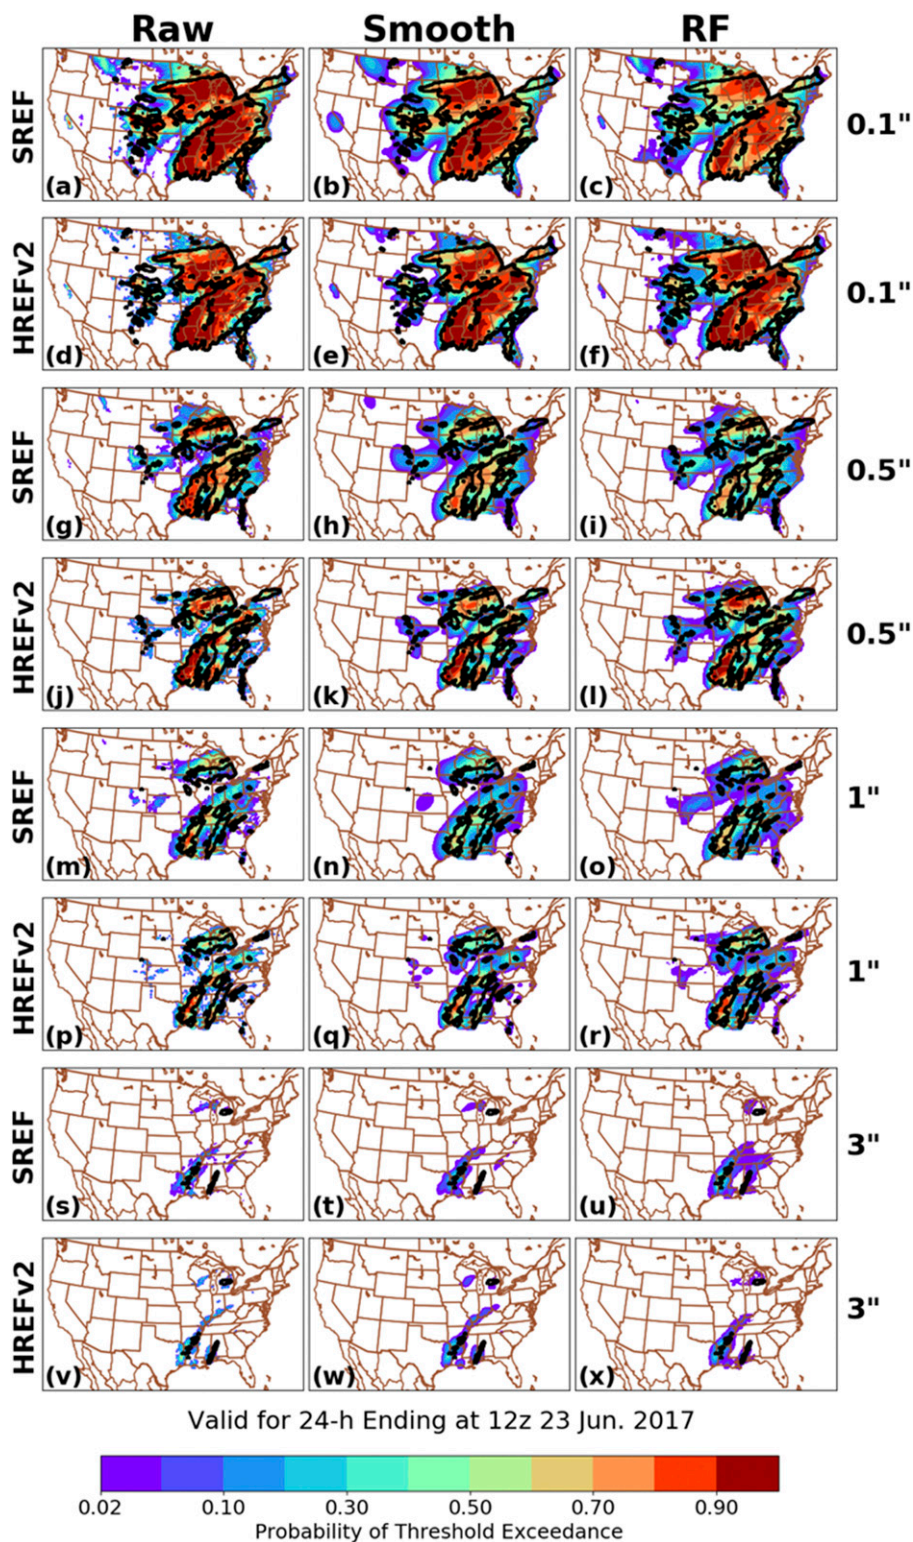 Raw Smooth RF
SREF (a) (b) (c) 0.1"
HREFv2 (d) (e) (f) 0.1"
SREF (g) (h) (i) 0.5"
HREFv2 (j) (k) (l) 0.5"
SREF (m) (n) (o) 1"
HREFv2 (p) (q) (r) 1"
SREF (s) (t) (u) 3"
HREFv2 (v) (w) (x) 3"
Valid for 24-h Ending at 12z 23 Jun. 2017
0.02 0.10 0.30 0.50 0.70 0.90
Probability of Threshold Exceedance